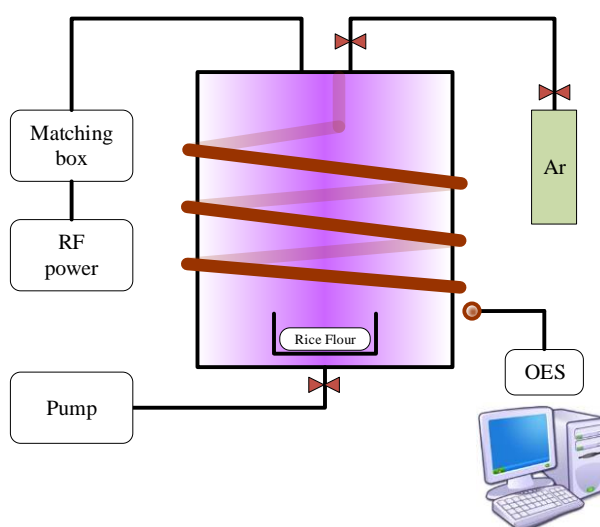 Matching
box
RF
power
Ar
Rice Flour
OES
Pump